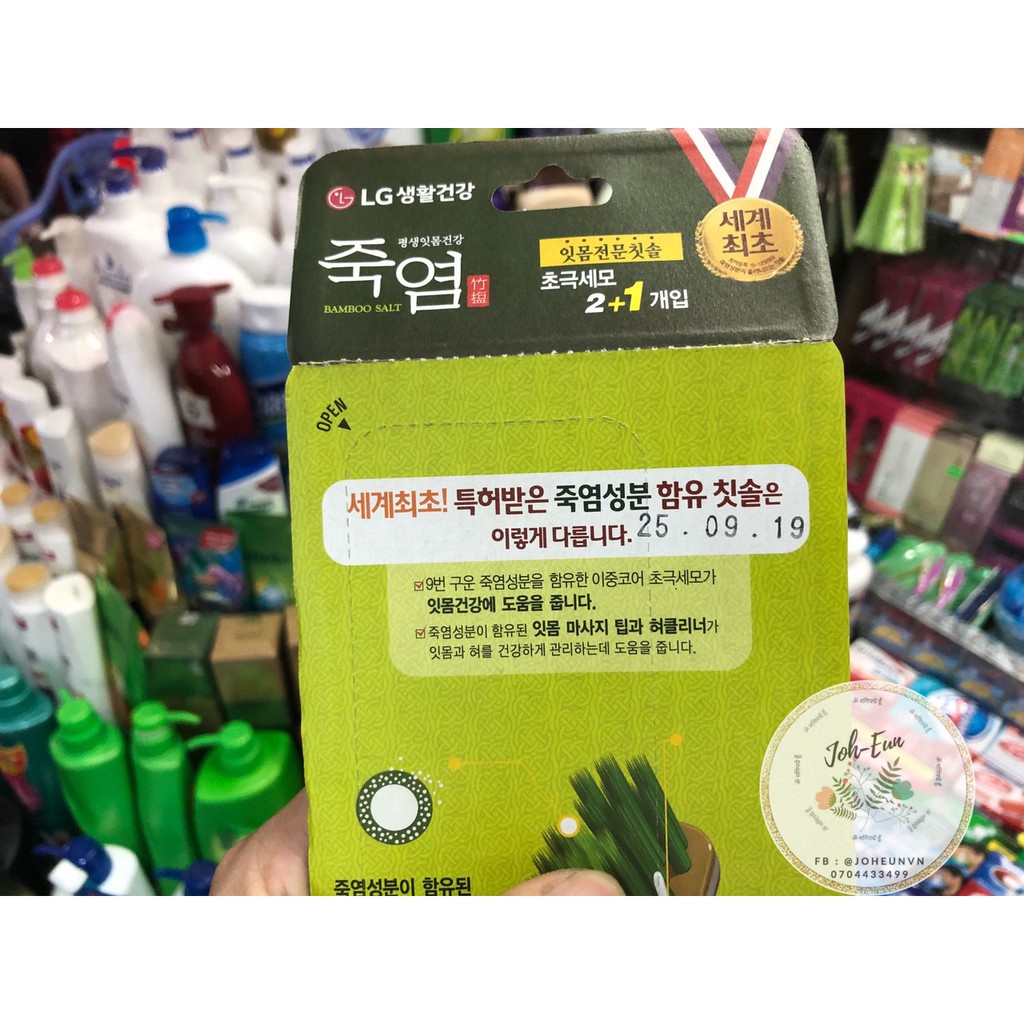 LG 생활건강
평생잇몸건강
죽염
竹塩
BAMBOO SALT
잇몸전문칫솔
초극세모
2+1 개입
세계
최초
OPEN
세계최초! 특허받은 죽염성분 함유 칫솔은
이렇게 다릅니다.
25.09.19
9번 구운 죽염성분을 함유한 이중코어 초극세모가
잇몸건강에 도움을 줍니다.
죽염성분이 함유된 잇몸 마사지 팁과 혀클리너가
잇몸과 혀를 건강하게 관리하는데 도움을 줍니다.
죽염성분이 함유된
Joh-Eun
FB : @JOHEUNVN
0704433499